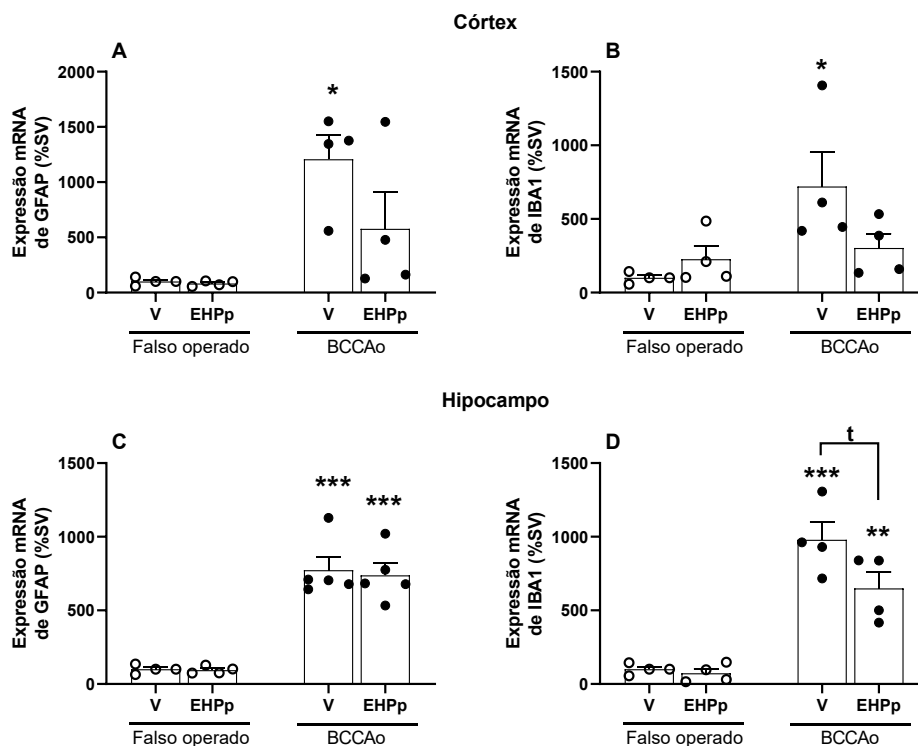 Córtex
A
Expressão mRNA
de GFAP (%SV)
2000
1500
1000
500
0
*
V
EHPp
V
EHPp
Falso operado
BCCAo
B
Expressão mRNA
de IBA1 (%SV)
1500
1000
500
0
*
V
EHPp
V
EHPp
Falso operado
BCCAo
Hipocampo
C
Expressão mRNA
de GFAP (%SV)
1500
1000
500
0
***
***
V
EHPp
V
EHPp
Falso operado
BCCAo
D
Expressão mRNA
de IBA1 (%SV)
1500
1000
500
0
t
***
**
V
EHPp
V
EHPp
Falso operado
BCCAo